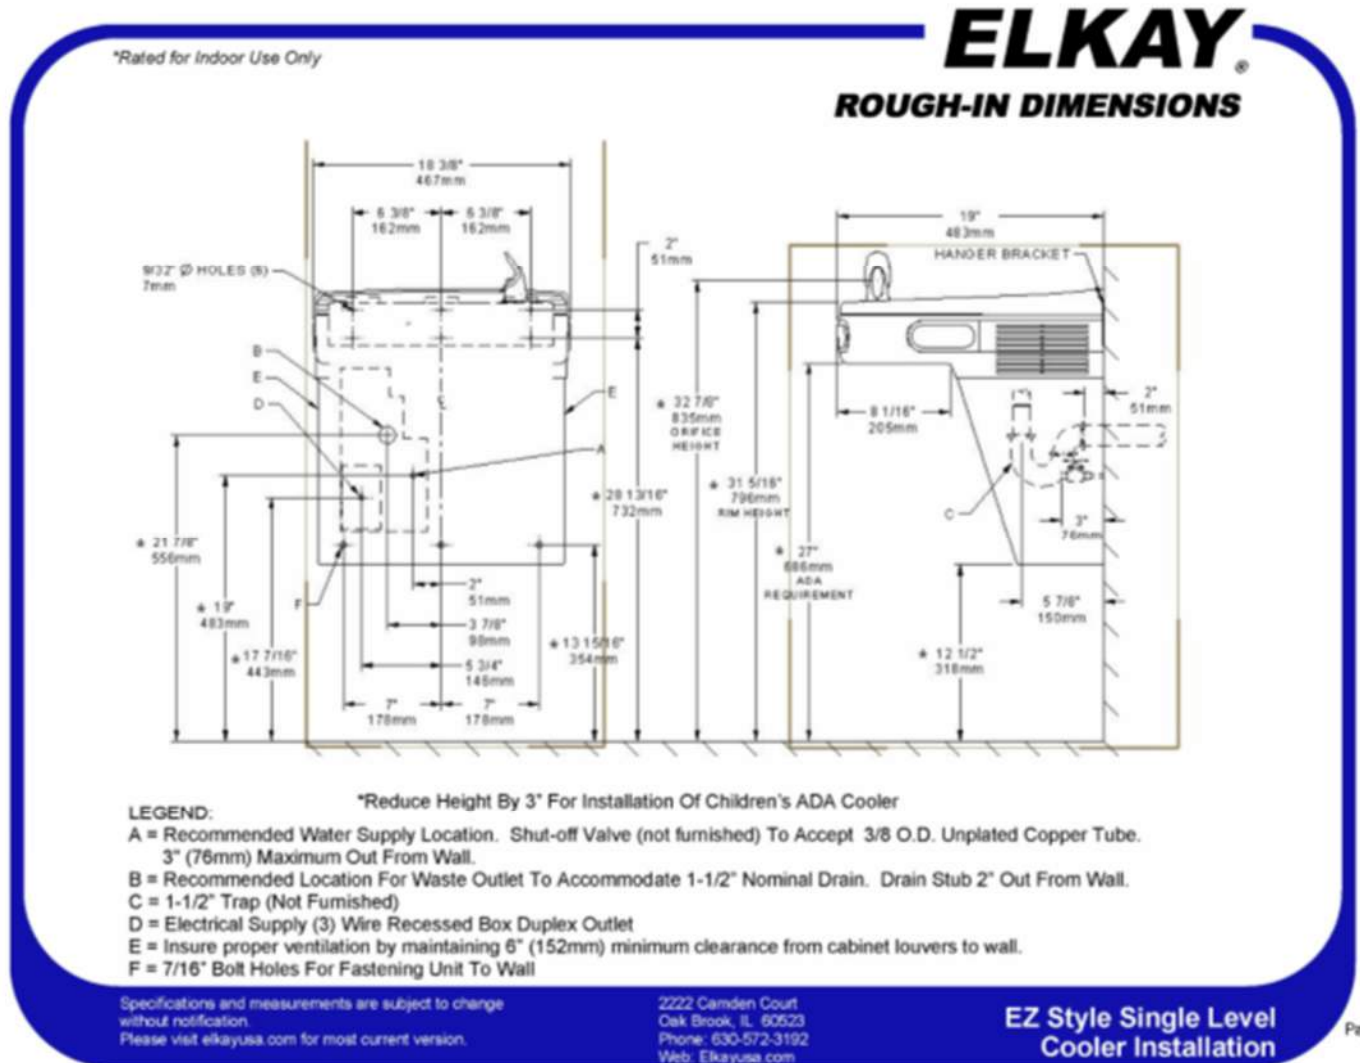 *Rated for Indoor Use Only
ELKAY®
ROUGH-IN DIMENSIONS
18 3/8"
467mm
6 3/8"
162mm
6 3/8"
162mm
2"
51mm
9/32" Ø HOLES (6)
7mm
B
E
D
E
A
F
* 32 7/8"
835mm
ORIFICE
HEIGHT
* 31 5/16"
796mm
RIM HEIGHT
* 28 13/16"
732mm
* 27"
686mm
ADA
REQUIREMENT
* 21 7/8"
556mm
* 19"
483mm
* 17 7/16"
443mm
2"
51mm
3 7/8"
98mm
5 3/4"
146mm
7"
178mm
7"
178mm
* 13 15/16"
354mm
19"
483mm
HANGER BRACKET
8 1/16"
205mm
2"
51mm
C
3"
76mm
5 7/8"
150mm
* 12 1/2"
318mm
*Reduce Height By 3" For Installation Of Children's ADA Cooler
LEGEND:
A = Recommended Water Supply Location. Shut-off Valve (not furnished) To Accept 3/8 O.D. Unplated Copper Tube.
3" (76mm) Maximum Out From Wall.
B = Recommended Location For Waste Outlet To Accommodate 1-1/2" Nominal Drain. Drain Stub 2" Out From Wall.
C = 1-1/2" Trap (Not Furnished)
D = Electrical Supply (3) Wire Recessed Box Duplex Outlet
E = Insure proper ventilation by maintaining 6" (152mm) minimum clearance from cabinet louvers to wall.
F = 7/16" Bolt Holes For Fastening Unit To Wall
Specifications and measurements are subject to change
without notification.
Please visit elkayusa.com for most current version.
2222 Camden Court
Oak Brook, IL 60523
Phone: 630-572-3192
Web: Elkayusa.com
EZ Style Single Level
Cooler Installation